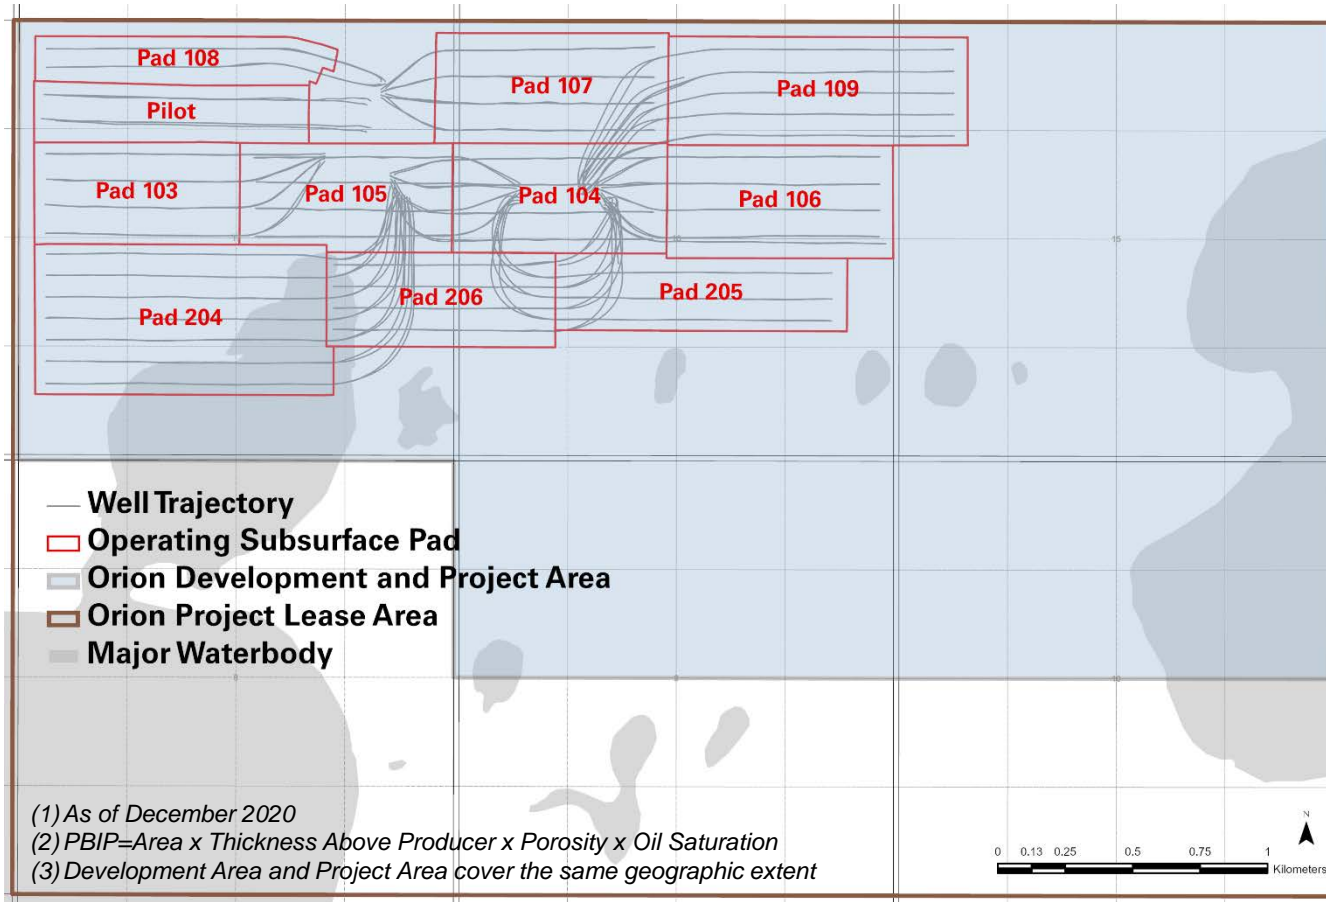 Pad 108
Pad 107
Pad 109
Pilot
Pad 103
Pad 105
Pad 104
Pad 106
15
Pad 206
Pad 205
Pad 204
Well Trajectory
Operating Subsurface Pad
Orion Development and Project Area
Orion Project Lease Area
Major Waterbody
(1) As of December 2020
(2) PBIP=Area x Thickness Above Producer x Porosity x Oil Saturation
(3) Development Area and Project Area cover the same geographic extent
N
0 0.13 0.25 0.5 0.75 1
Kilometers